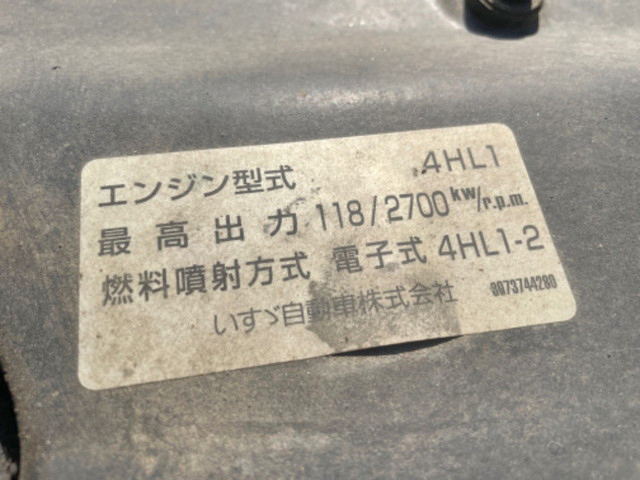 エンジン型式 4HL1
最高出力 118/2700 kw/r.p.m.
燃料噴射方式 電子式 4HL1-2
いすゞ自動車株式会社 8973744280